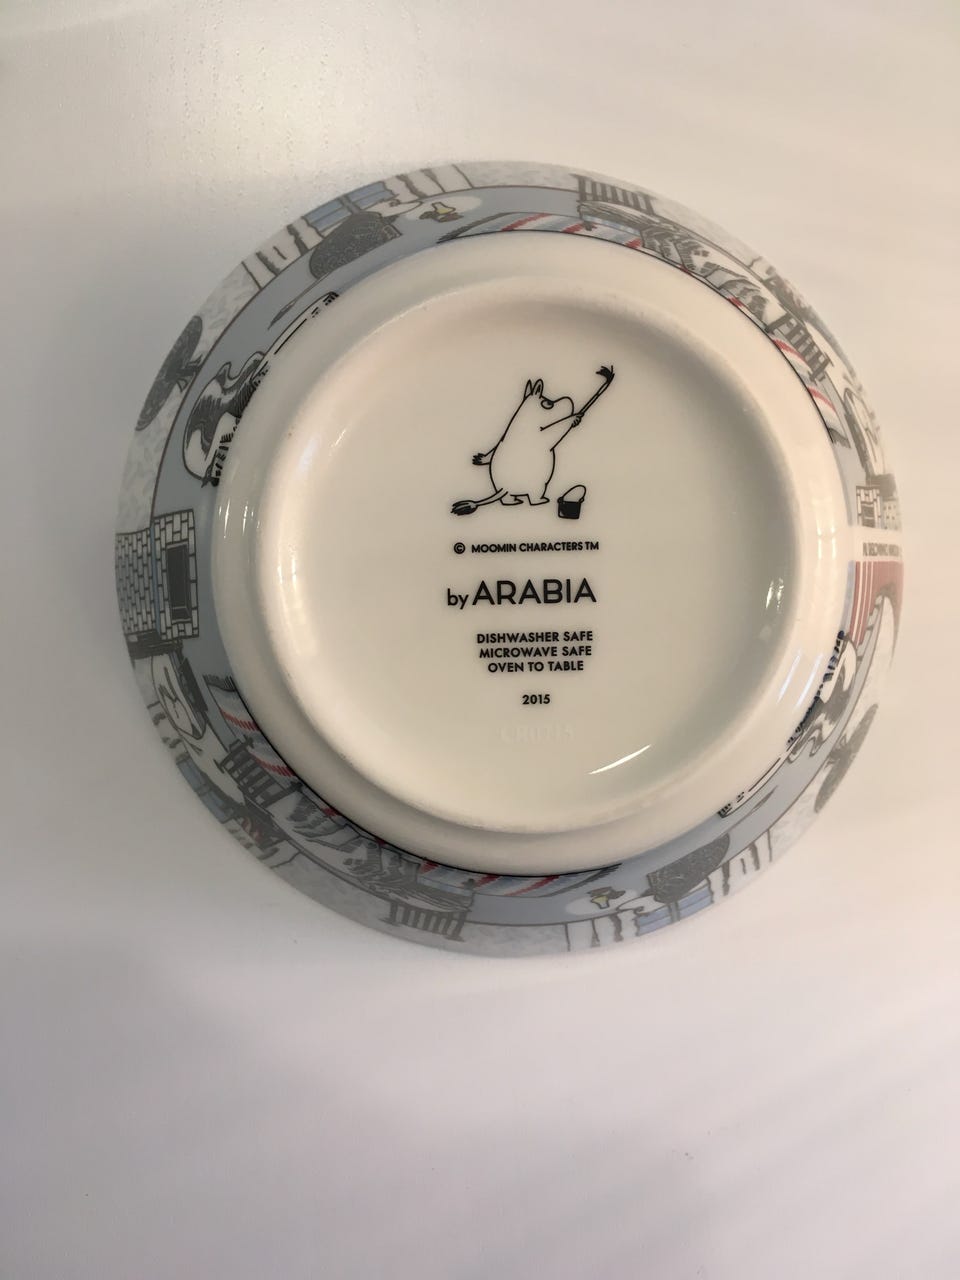 © MOOMIN CHARACTERS TM
by ARABIA
DISHWASHER SAFE
MICROWAVE SAFE
OVEN TO TABLE
2015